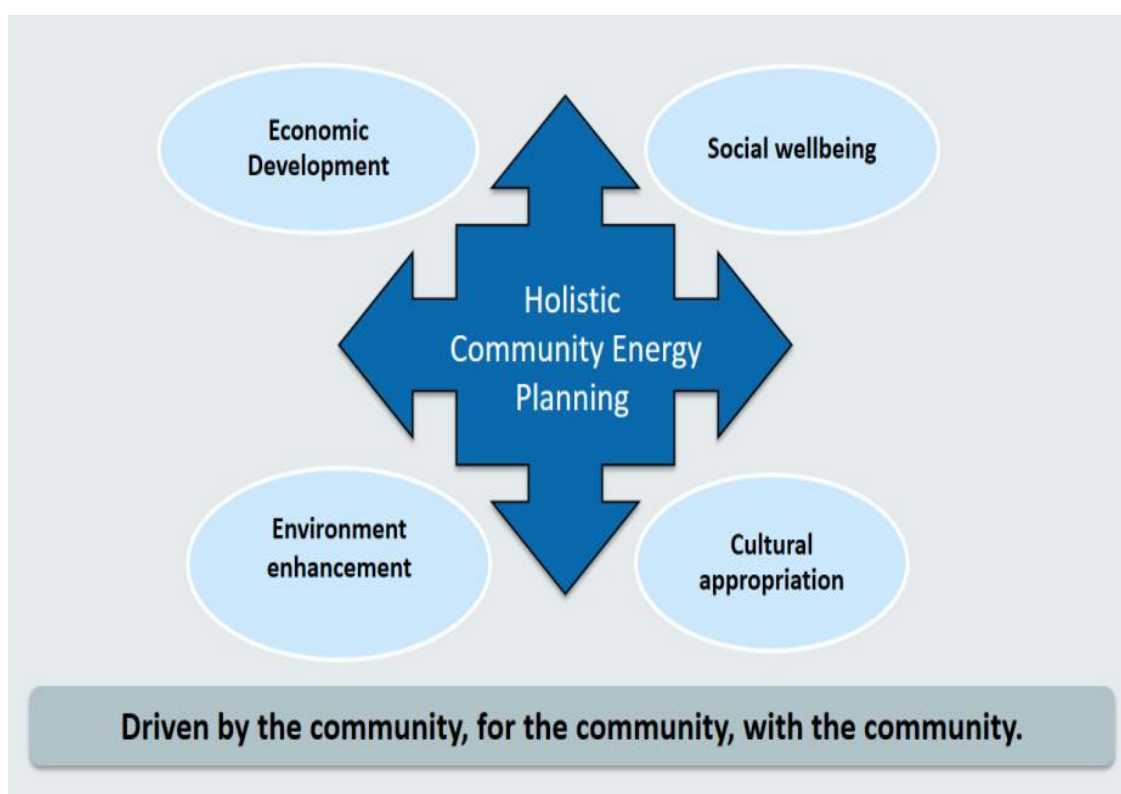 Economic
Development
Social wellbeing
Holistic
Community Energy
Planning
Environment
enhancement
Cultural
appropriation
Driven by the community, for the community, with the community.